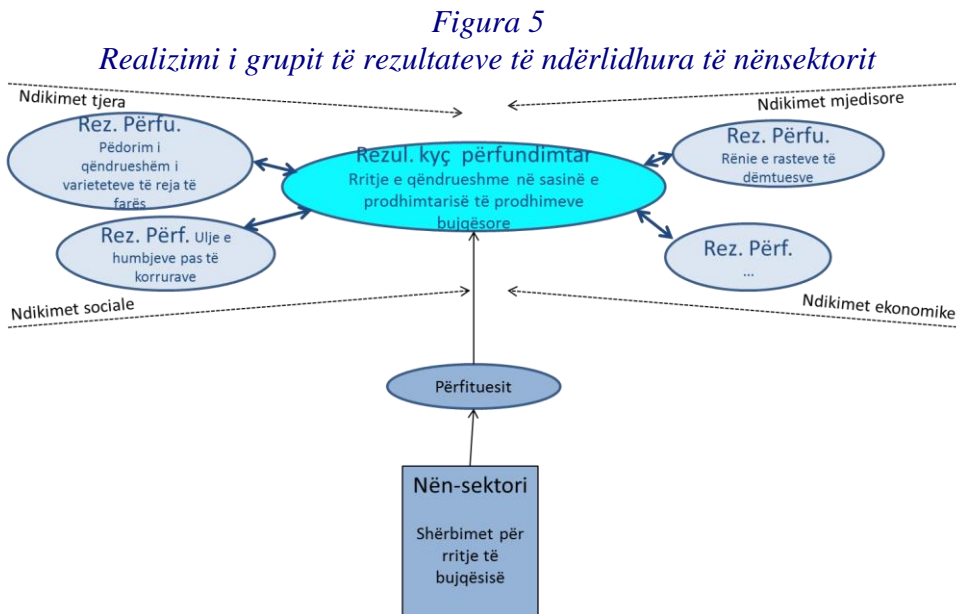 Figura 5
Realizimi i grupit të rezultateve të ndërlidhura të nënsektorit
Ndikimet tjera
Ndikimet mjedisore
Rez. Përfu.
Pëdorim i
qëndrueshëm i
varieteteve të reja të
farës
Rezul. kyç përfundimtar
Rritje e qëndrueshme në sasinë e
prodhimtarisë të prodhimeve
bujqësore
Rez. Përfu.
Rënie e rasteve të
dëmtuesve
Rez. Përf. Ulje e
humbjeve pas të
korrurave
Rez. Përf.
...
Ndikimet sociale
Ndikimet ekonomike
Përfituesit
Nën-sektori
Shërbimet për
rritje të
bujqësisë